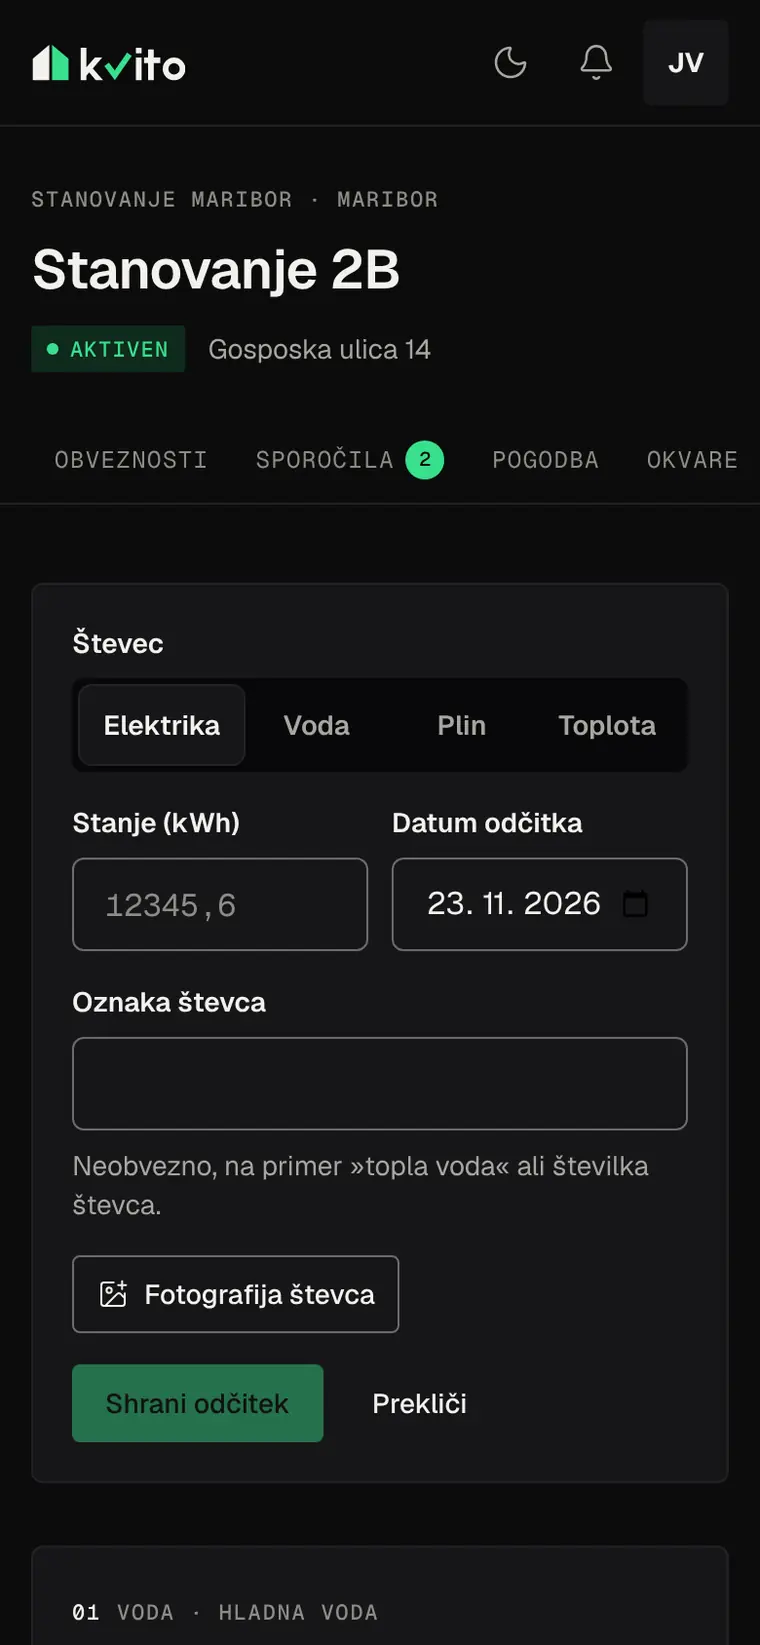 kvito
JV
STANOVANJE MARIBOR · MARIBOR
Stanovanje 2B
AKTIVEN Gosposka ulica 14
OBVEZNOSTI SPOROČILA 2 POGODBA OKVARE
Števec
Elektrika Voda Plin Toplota
Stanje (kWh) Datum odčitka
12345,6 23. 11. 2026
Oznaka števca
Neobvezno, na primer »topla voda« ali številka
števca.
Fotografija števca
Shrani odčitek Prekliči
01 VODA · HLADNA VODA